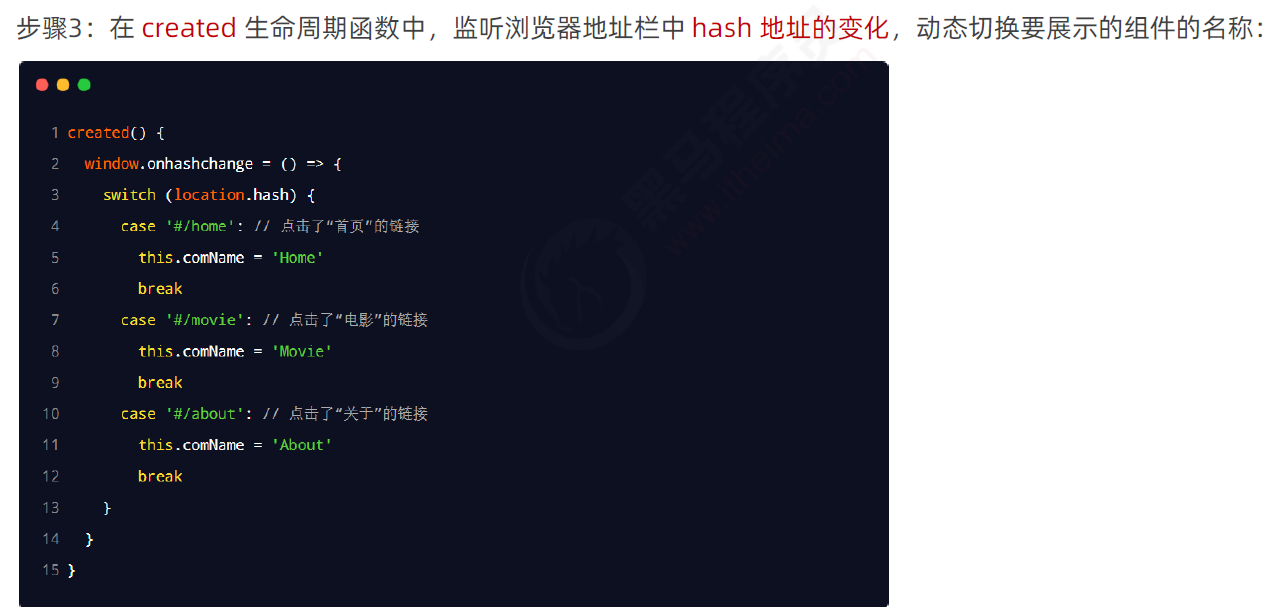 步骤3：在 created 生命周期函数中，监听浏览器地址栏中 hash 地址的变化，动态切换要展示的组件的名称：
1 created() {
2   window.onhashchange = () => {
3     switch (location.hash) {
4       case '#/home': // 点击了“首页”的链接
5         this.comName = 'Home'
6         break
7       case '#/movie': // 点击了“电影”的链接
8         this.comName = 'Movie'
9         break
10       case '#/about': // 点击了“关于”的链接
11         this.comName = 'About'
12         break
13     }
14   }
15 }
黑马程序员
www.itheima.com